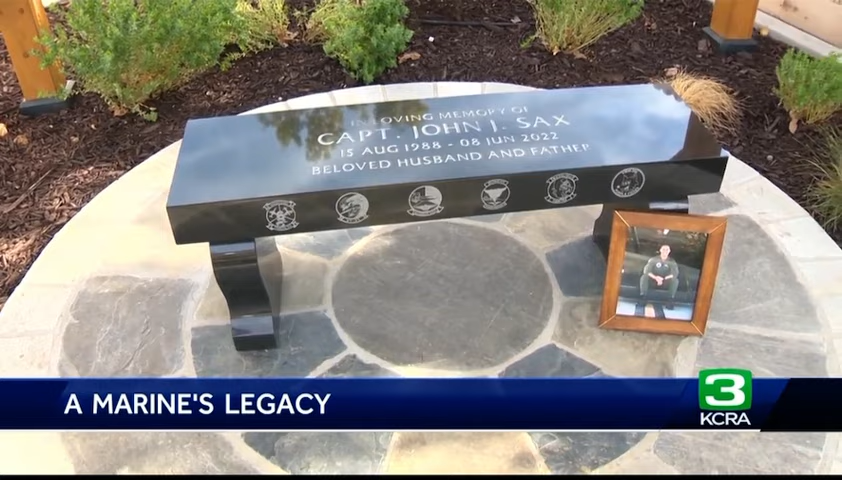 IN LOVING MEMORY OF
CAPT. JOHN J. SAX
15 AUG 1988 - 08 JUN 2022
BELOVED HUSBAND AND FATHER
A MARINE'S LEGACY
3
KCRA